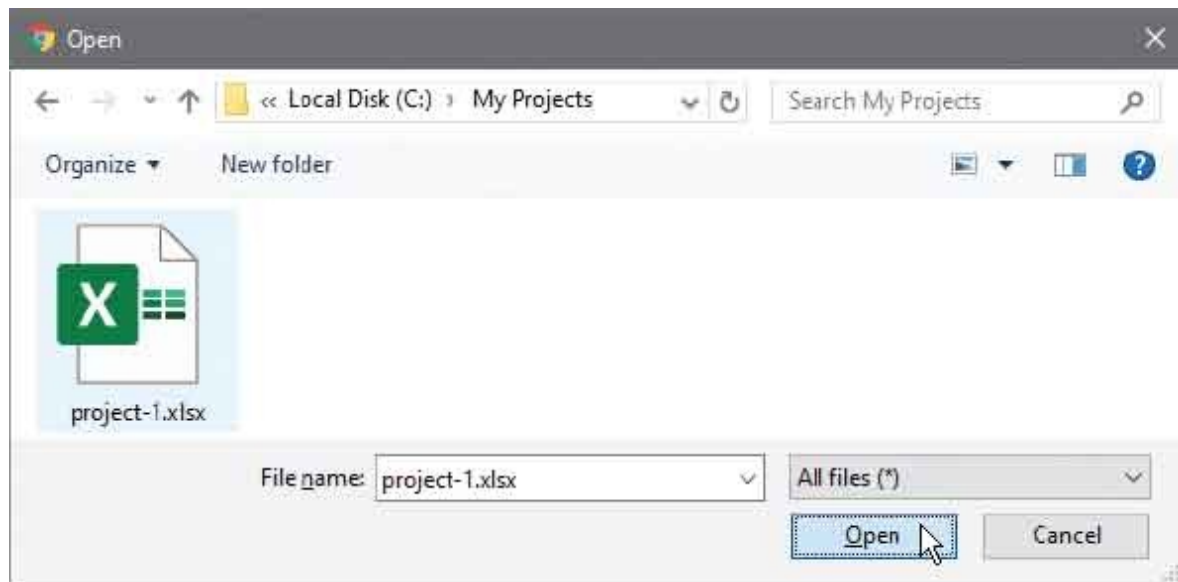 Open
« Local Disk (C:) › My Projects
Search My Projects
Organize New folder
?
X
project-1.xlsx
File name: project-1.xlsx All files (*)
Open Cancel